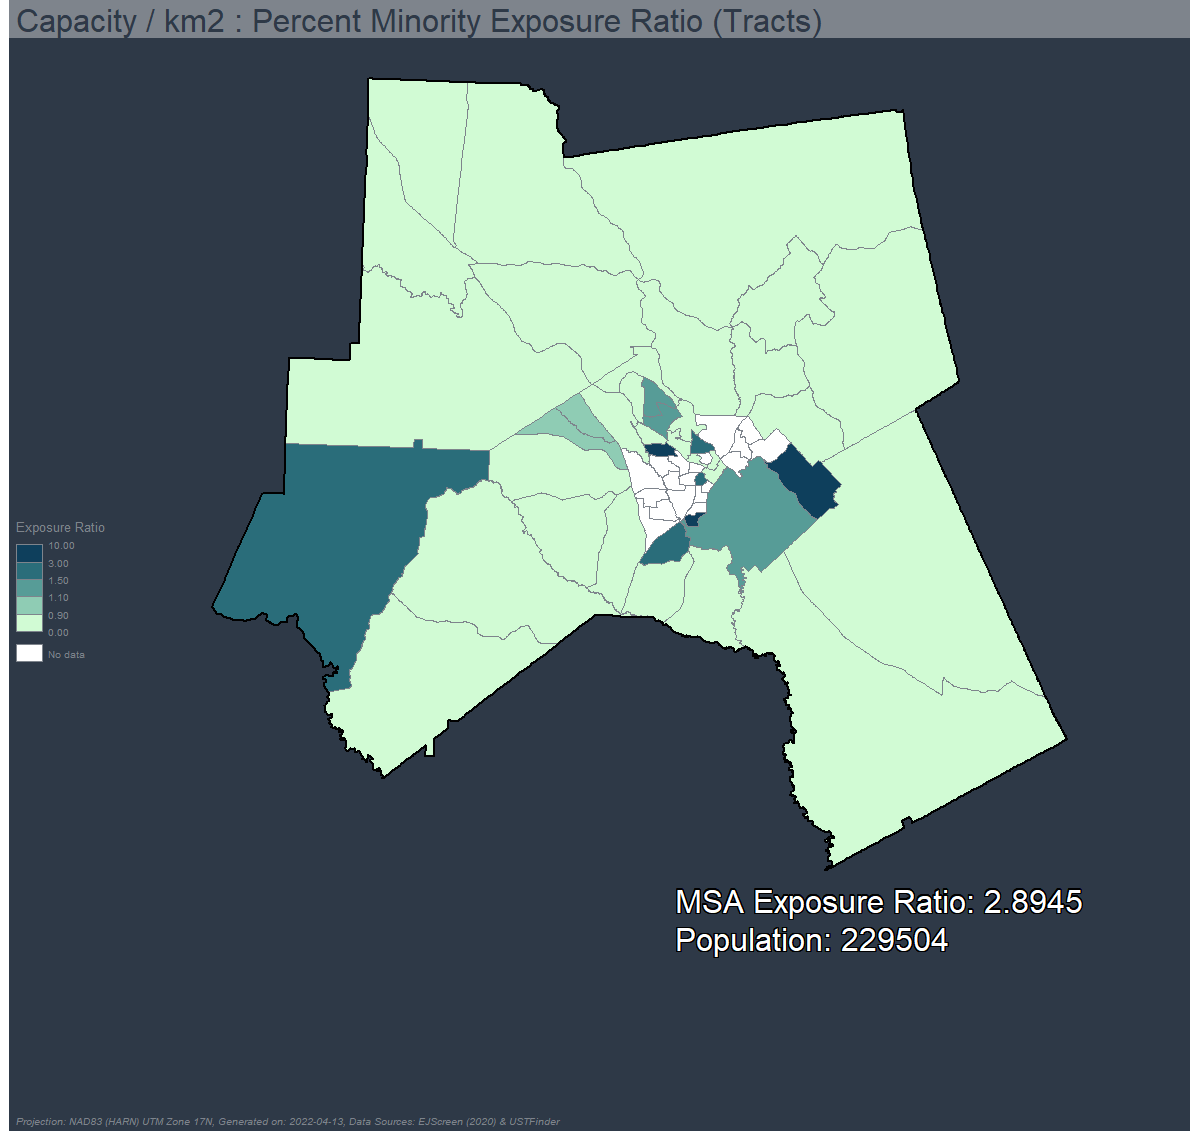 Capacity / km2 : Percent Minority Exposure Ratio (Tracts)
Exposure Ratio
10.00
3.00
1.50
1.10
0.90
0.00
No data
MSA Exposure Ratio: 2.8945
Population: 229504
Projection: NAD83 (HARN) UTM Zone 17N, Generated on: 2022-04-13, Data Sources: EJScreen (2020) & USTFinder